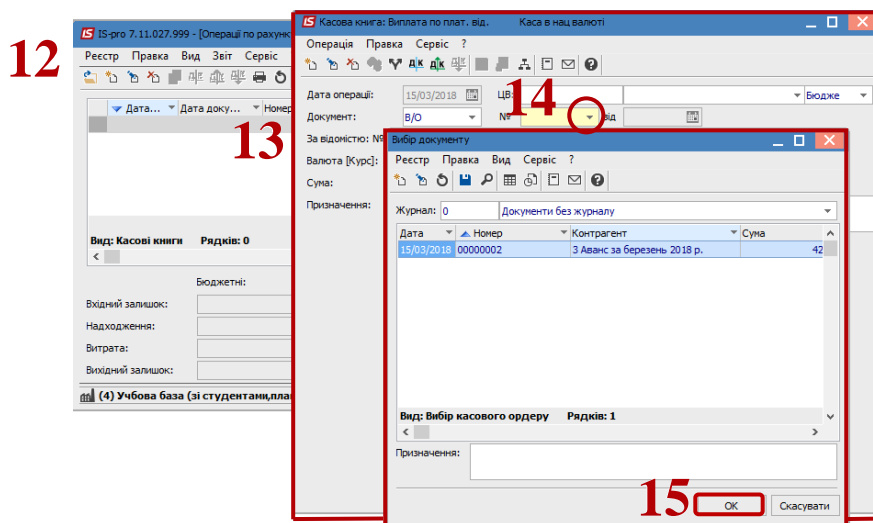 12
IS-pro 7.11.027.999 - [Операції по рахунк
Реєстр Правка Вид Звіт Сервіс
Дата... Дата доку... Номер
13
Вид: Касові книги Рядків: 0
Бюджетні:
Вхідний залишок:
Надходження:
Витрата:
Вихідний залишок:
(4) Учбова база (зі студентами,пла
Касова книга: Виплата по плат. від. Каса в нац валюті
Операція Правка Сервіс ?
Дата операції: 15/03/2018 ЦВ: Бюдже
14
Документ: В/О № від
За відомістю: №
Валюта [Курс]:
Сума:
Призначення:
Вибір документу
Реєстр Правка Вид Сервіс ?
Журнал: 0 Документи без журналу
Дата Номер Контрагент Сума
15/03/2018 00000002 3 Аванс за березень 2018 р. 42
Вид: Вибір касового ордеру Рядків: 1
Призначення:
15
ОК Скасувати